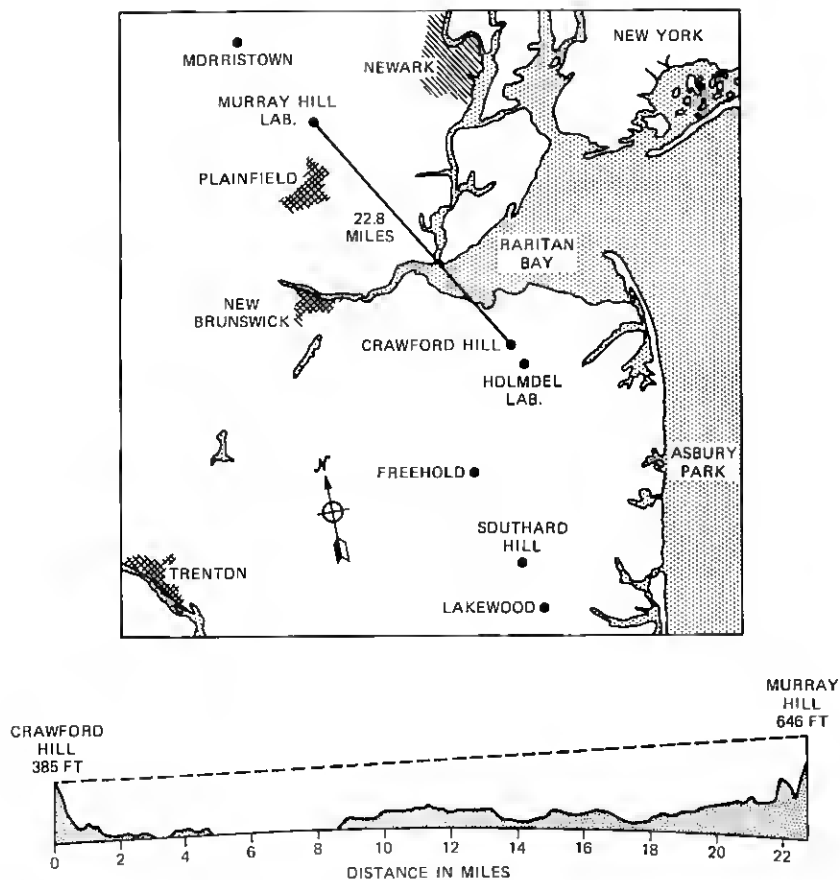 MORRISTOWN
NEWARK
NEW YORK
MURRAY HILL
LAB.
PLAINFIELD
22.8
MILES
RARITAN
BAY
NEW
BRUNSWICK
CRAWFORD HILL
HOLMDEL
LAB.
N
FREEHOLD
ASBURY
PARK
SOUTHARD
HILL
TRENTON
LAKEWOOD
MURRAY
HILL
646 FT
CRAWFORD
HILL
385 FT
0 2 4 6 8 10 12 14 16 18 20 22
DISTANCE IN MILES